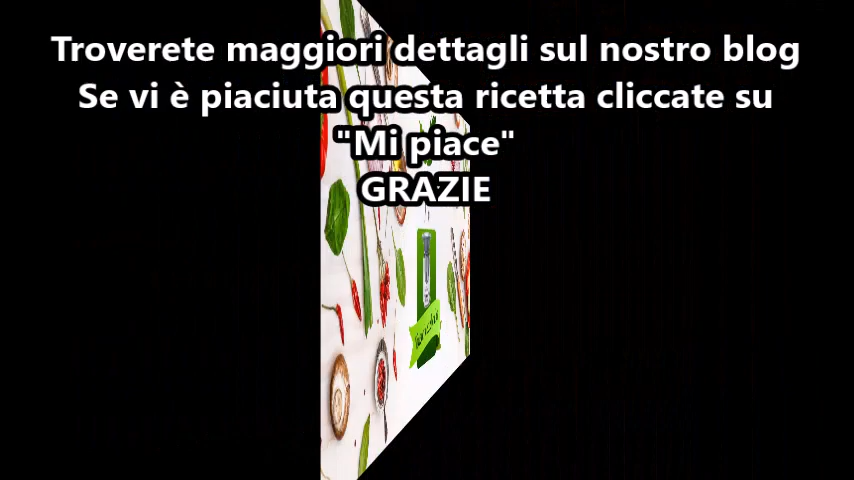 Troverete maggiori dettagli sul nostro blog
Se vi è piaciuta questa ricetta cliccate su
"Mi piace"
GRAZIE